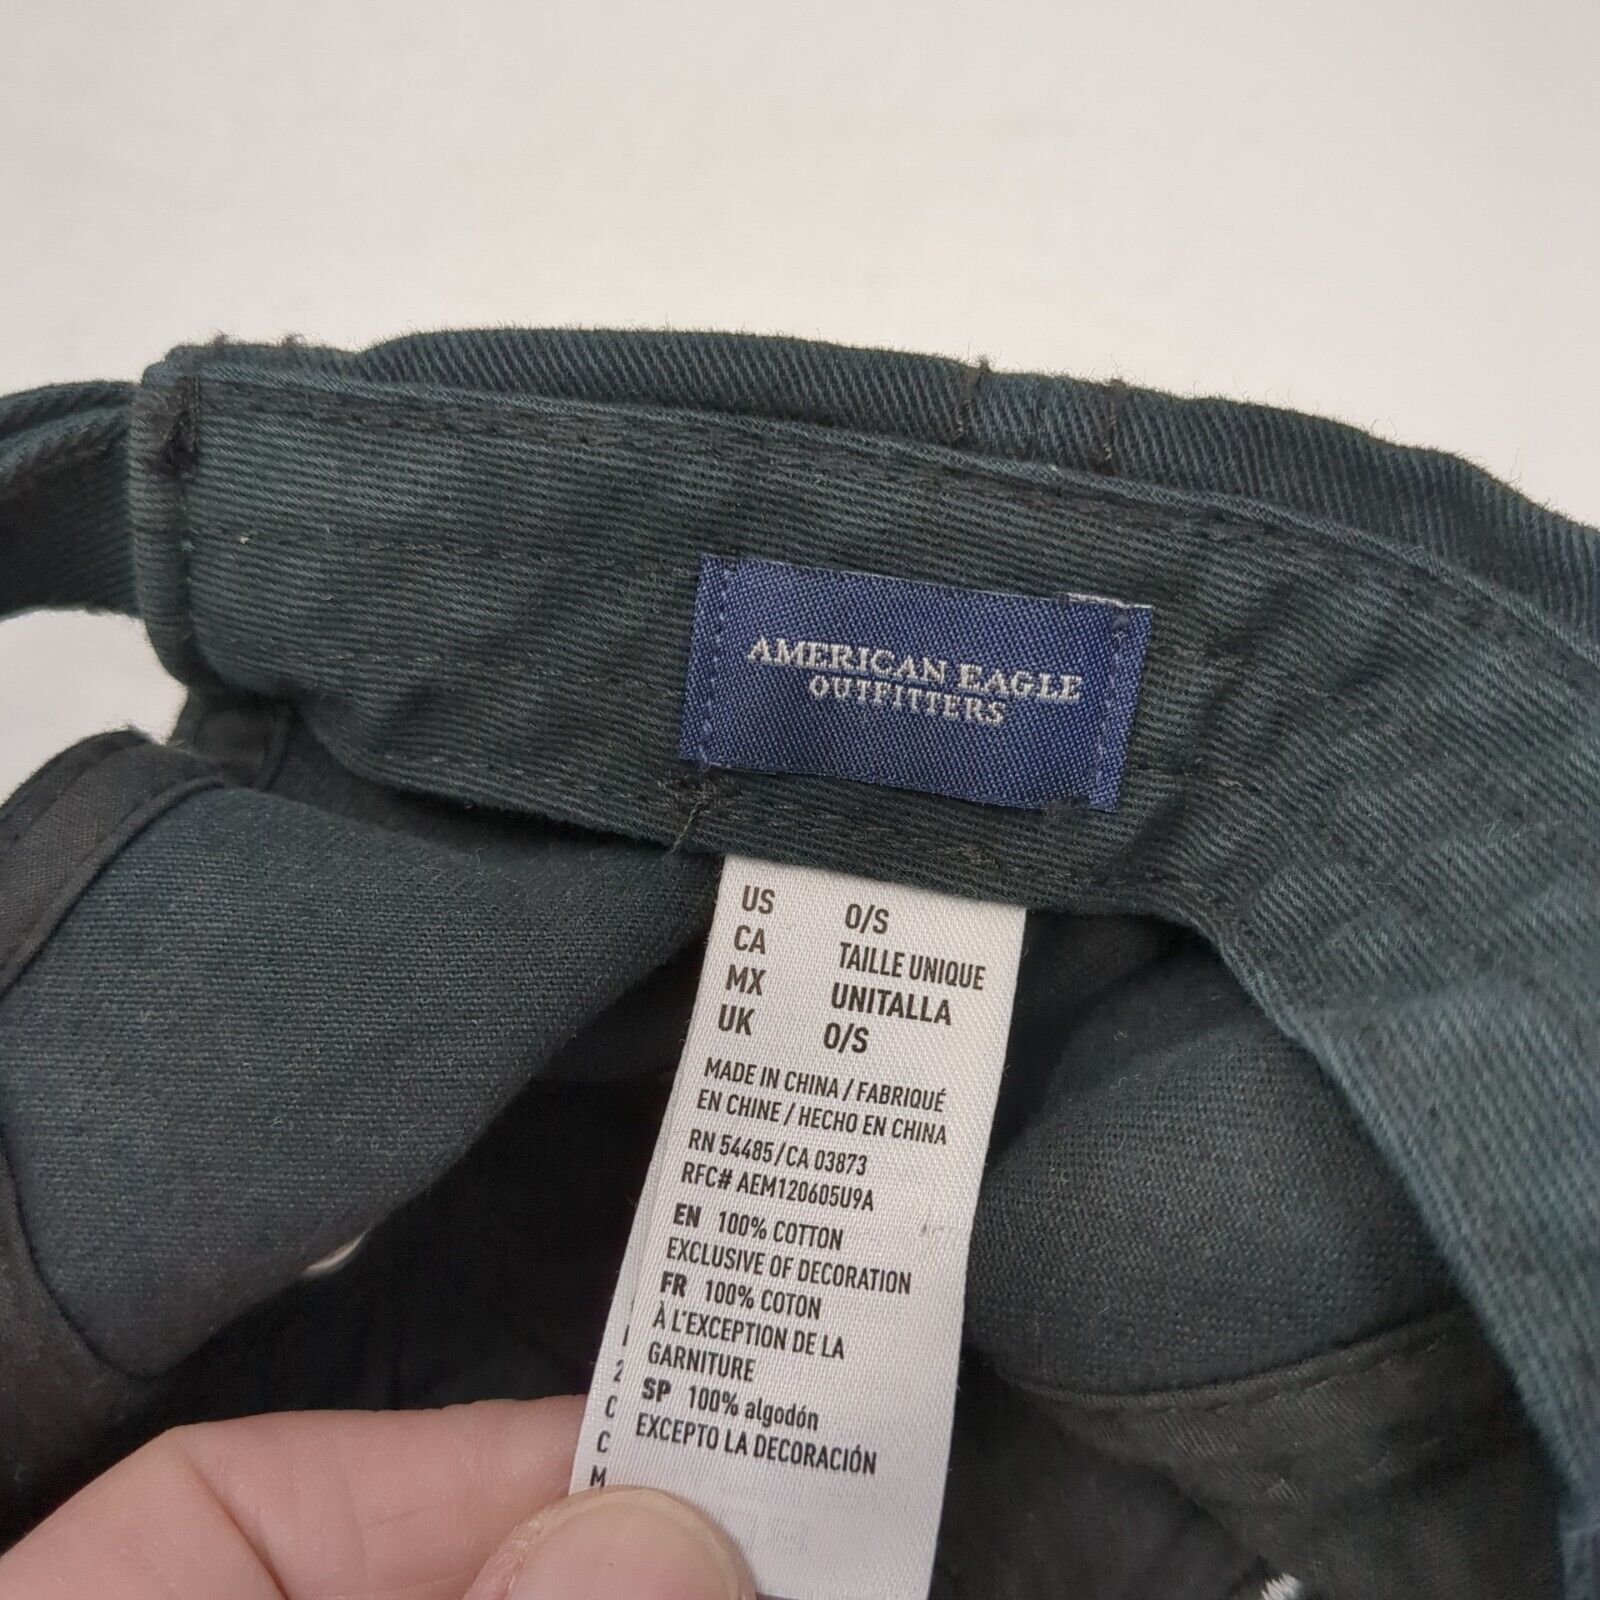 AMERICAN EAGLE
OUTFITTERS
US O/S
CA TAILLE UNIQUE
MX UNITALLA
UK O/S
MADE IN CHINA / FABRIQUÉ
EN CHINE / HECHO EN CHINA
RN 54485 / CA 03873
RFC# AEM120605U9A
EN 100% COTTON
EXCLUSIVE OF DECORATION
FR 100% COTON
À L'EXCEPTION DE LA
GARNITURE
SP 100% algodón
EXCEPTO LA DECORACIÓN
2
C
C
M